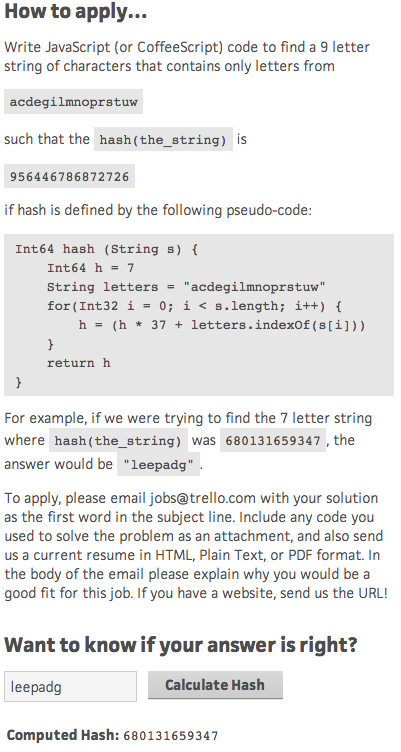 How to apply...
Write JavaScript (or CoffeeScript) code to find a 9 letter
string of characters that contains only letters from
acdegilmnoprstuw
such that the hash(the_string) is
956446786872726
if hash is defined by the following pseudo-code:
Int64 hash (String s) {
    Int64 h = 7
    String letters = "acdegilmnoprstuw"
    for(Int32 i = 0; i < s.length; i++) {
        h = (h * 37 + letters.indexOf(s[i]))
    }
    return h
}
For example, if we were trying to find the 7 letter string
where hash(the_string) was 680131659347, the
answer would be "leepadg".
To apply, please email jobs@trello.com with your solution
as the first word in the subject line. Include any code you
used to solve the problem as an attachment, and also send
us a current resume in HTML, Plain Text, or PDF format. In
the body of the email please explain why you would be a
good fit for this job. If you have a website, send us the URL!
Want to know if your answer is right?
leepadg Calculate Hash
Computed Hash: 680131659347